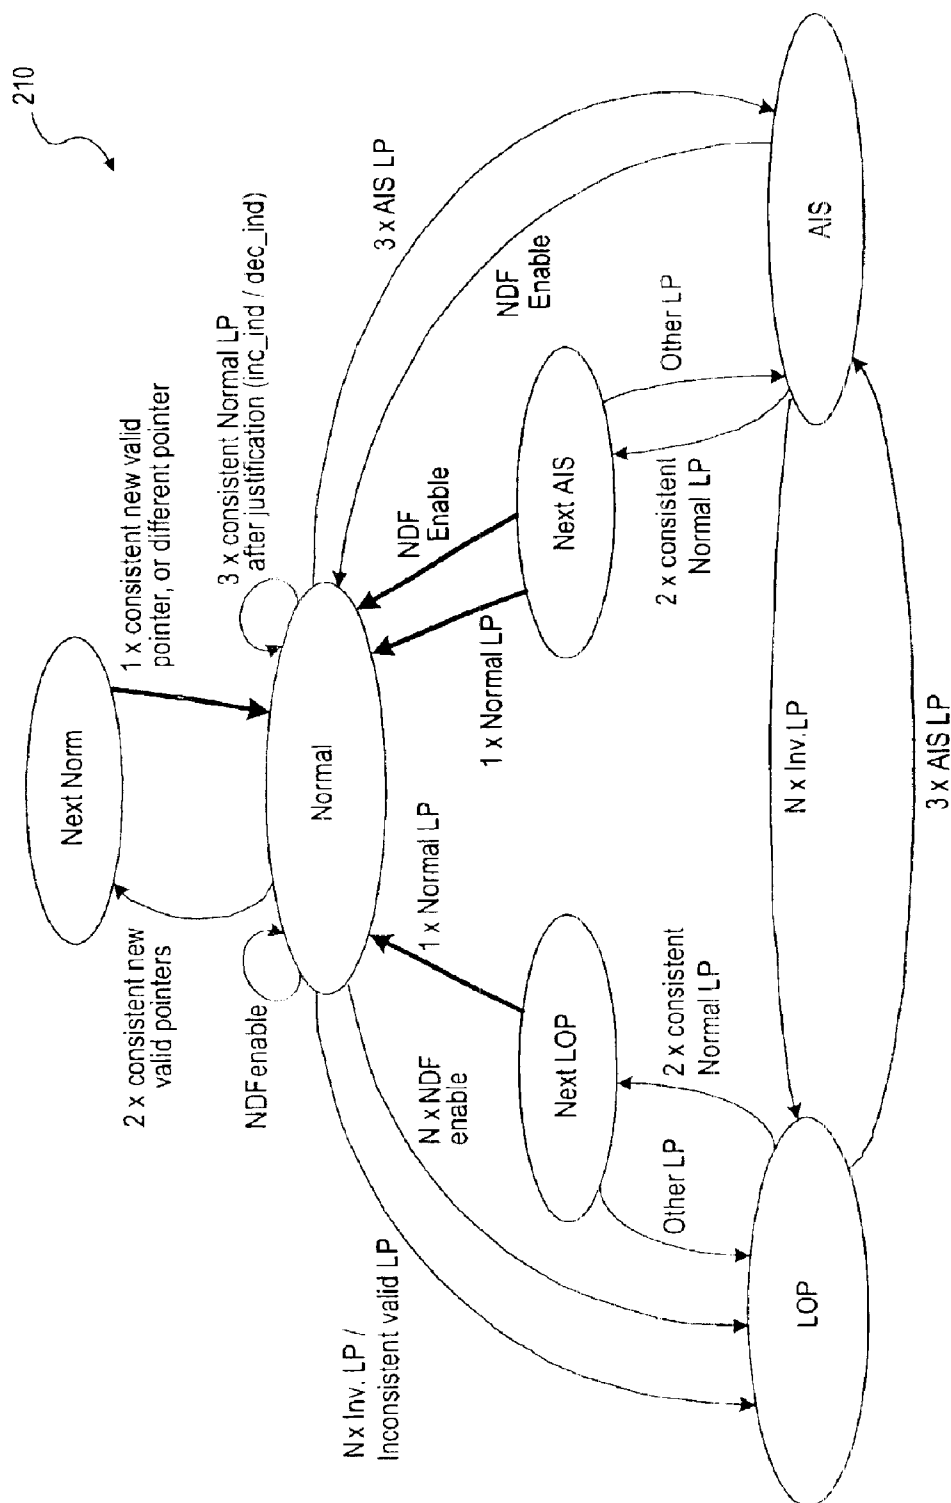 210
Next Norm
1 x consistent new valid
pointer, or different pointer
2 x consistent new
valid pointers
3 x consistent Normal LP
after justification (inc_ind / dec_ind)
NDFenable
Normal
3 x AIS LP
NDF
Enable
NDF
Enable
1 x Normal LP
1 x Normal LP
N x NDF
enable
Nx Inv. LP /
Inconsistent valid LP
Next LOP
Next AIS
Other LP
2 x consistent
Normal LP
2 x consistent
Normal LP
Other LP
LOP
AIS
N x Inv.LP
3 x AIS LP